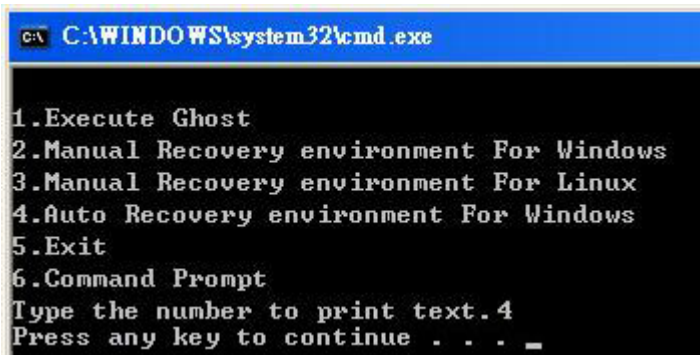 C:\WINDOWS\system32\cmd.exe
1.Execute Ghost
2.Manual Recovery environment For Windows
3.Manual Recovery environment For Linux
4.Auto Recovery environment For Windows
5.Exit
6.Command Prompt
Type the number to print text.4
Press any key to continue . . . _